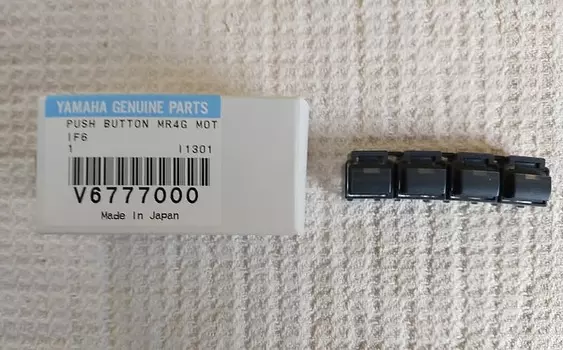 YAMAHA GENUINE PARTS
PUSH BUTTON MR4G MOT
IF6
1 I1301
V6777000
Made In Japan